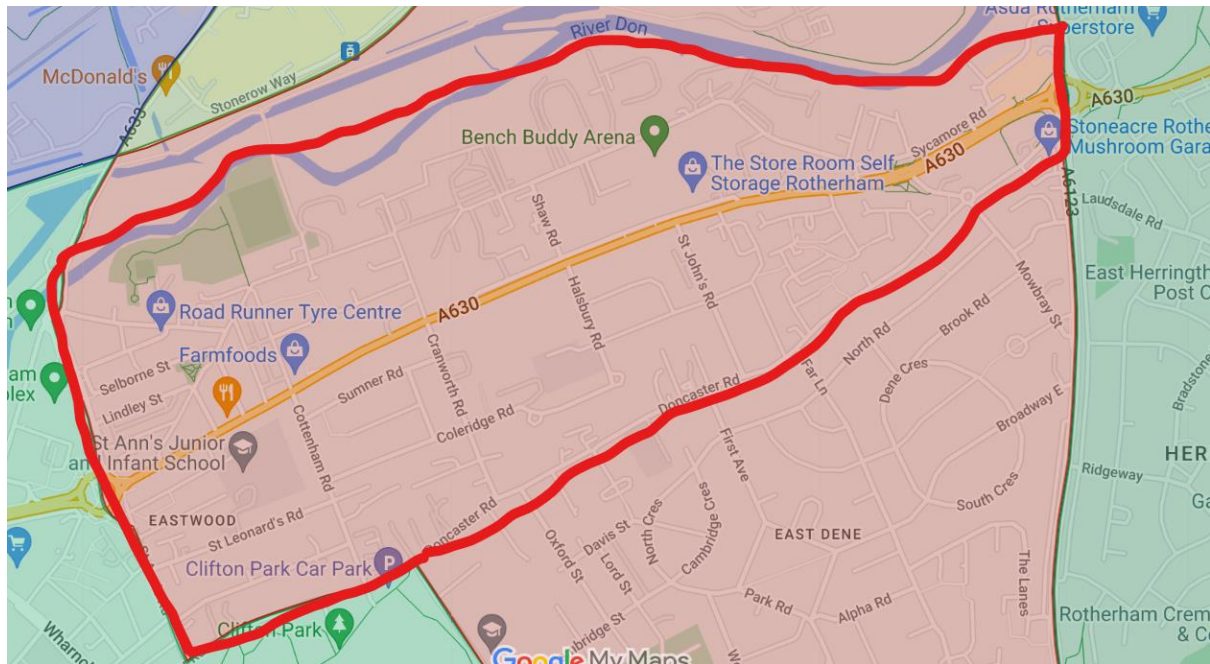 Asda Rotherham
Superstore
River Don
McDonald's
Stonerow Way
A633
A630
Sycamore Rd
Bench Buddy Arena
Stoneacre Rothe
Mushroom Gara
The Store Room Self
Storage Rotherham
A630
A6123
Laudsdale Rd
Shaw Rd
St John's Rd
East Herringth
Post O
Mowbray St
Halsbury Rd
Road Runner Tyre Centre
A630
Brook Rd
North Rd
Farmfoods
Cranworth Rd
Far Ln
Dene Cres
Selborne St
Sumner Rd
Doncaster Rd
Broadway E
Bradstone
Lindley St
Cottenham Rd
Coleridge Rd
St Ann's Junior
and Infant School
First Ave
HER
Ridgeway
South Cres
EASTWOOD
St Leonard's Rd
Doncaster Rd
Oxford St
Davis St
North Cres
Cambridge Cres
EAST DENE
Clifton Park Car Park
P
Lord St
The Lanes
Park Rd
Alpha Rd
Clifton Park
Rotherham Crem
& Co
Wharnc
mbridge St
Google My Maps